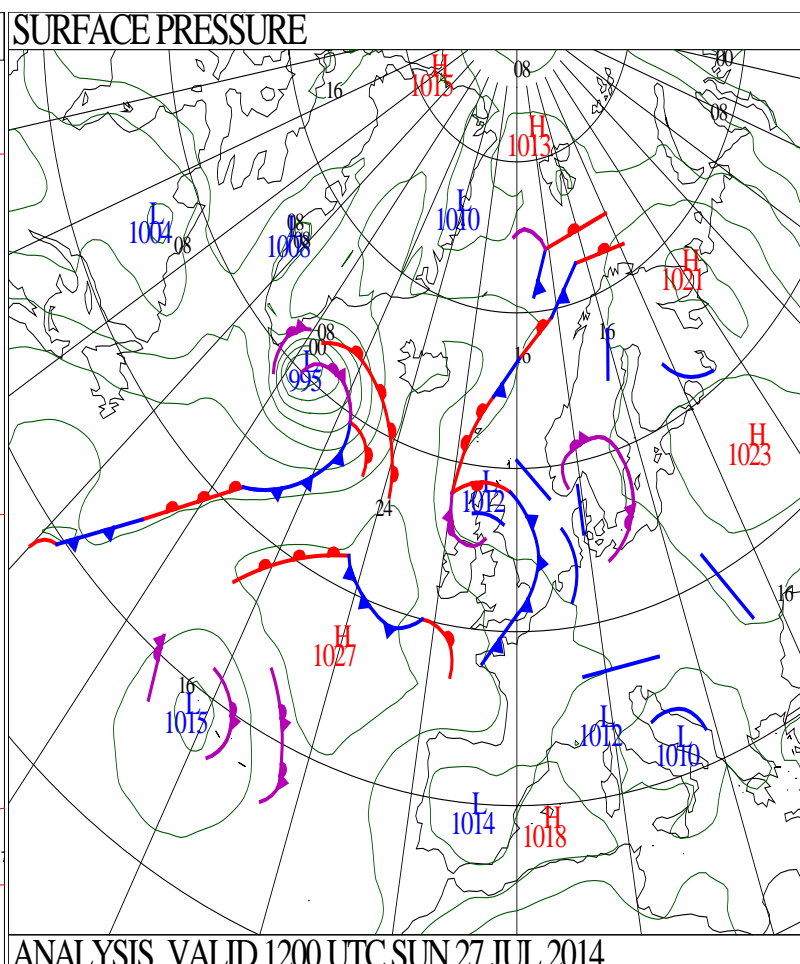 SURFACE PRESSURE
00
H
1015
08
16
08
H
1013
L
1010
L
1004
08
L
1008
08
08
H
1021
08
00
L
995
16
16
H
1023
L
1012
24
16
H
1027
16
L
1015
L
1012
L
1010
L
1014
H
1018
ANALYSIS VALID 1200 UTC SUN 27 JUL 2014